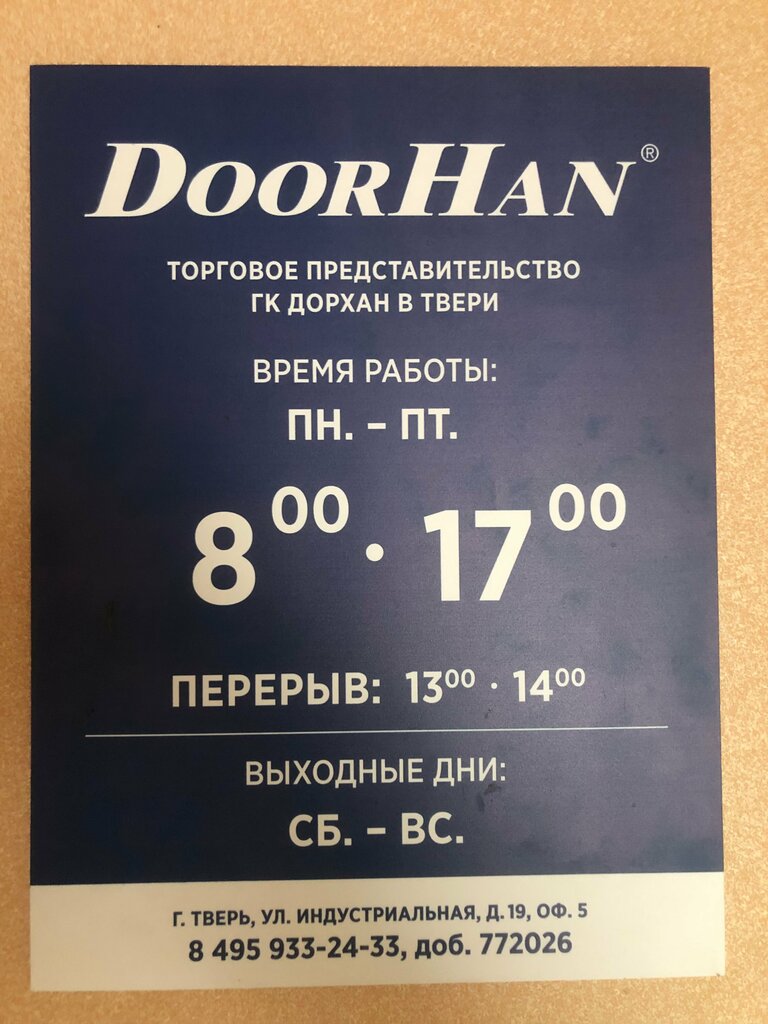 DOORHAN®
ТОРГОВОЕ ПРЕДСТАВИТЕЛЬСТВО
ГК ДОРХАН В ТВЕРИ
ВРЕМЯ РАБОТЫ:
ПН. – ПТ.
8⁰⁰ · 17⁰⁰
ПЕРЕРЫВ: 13⁰⁰ · 14⁰⁰
ВЫХОДНЫЕ ДНИ:
СБ. – ВС.
Г. ТВЕРЬ, УЛ. ИНДУСТРИАЛЬНАЯ, Д. 19, ОФ. 5
8 495 933-24-33, доб. 772026